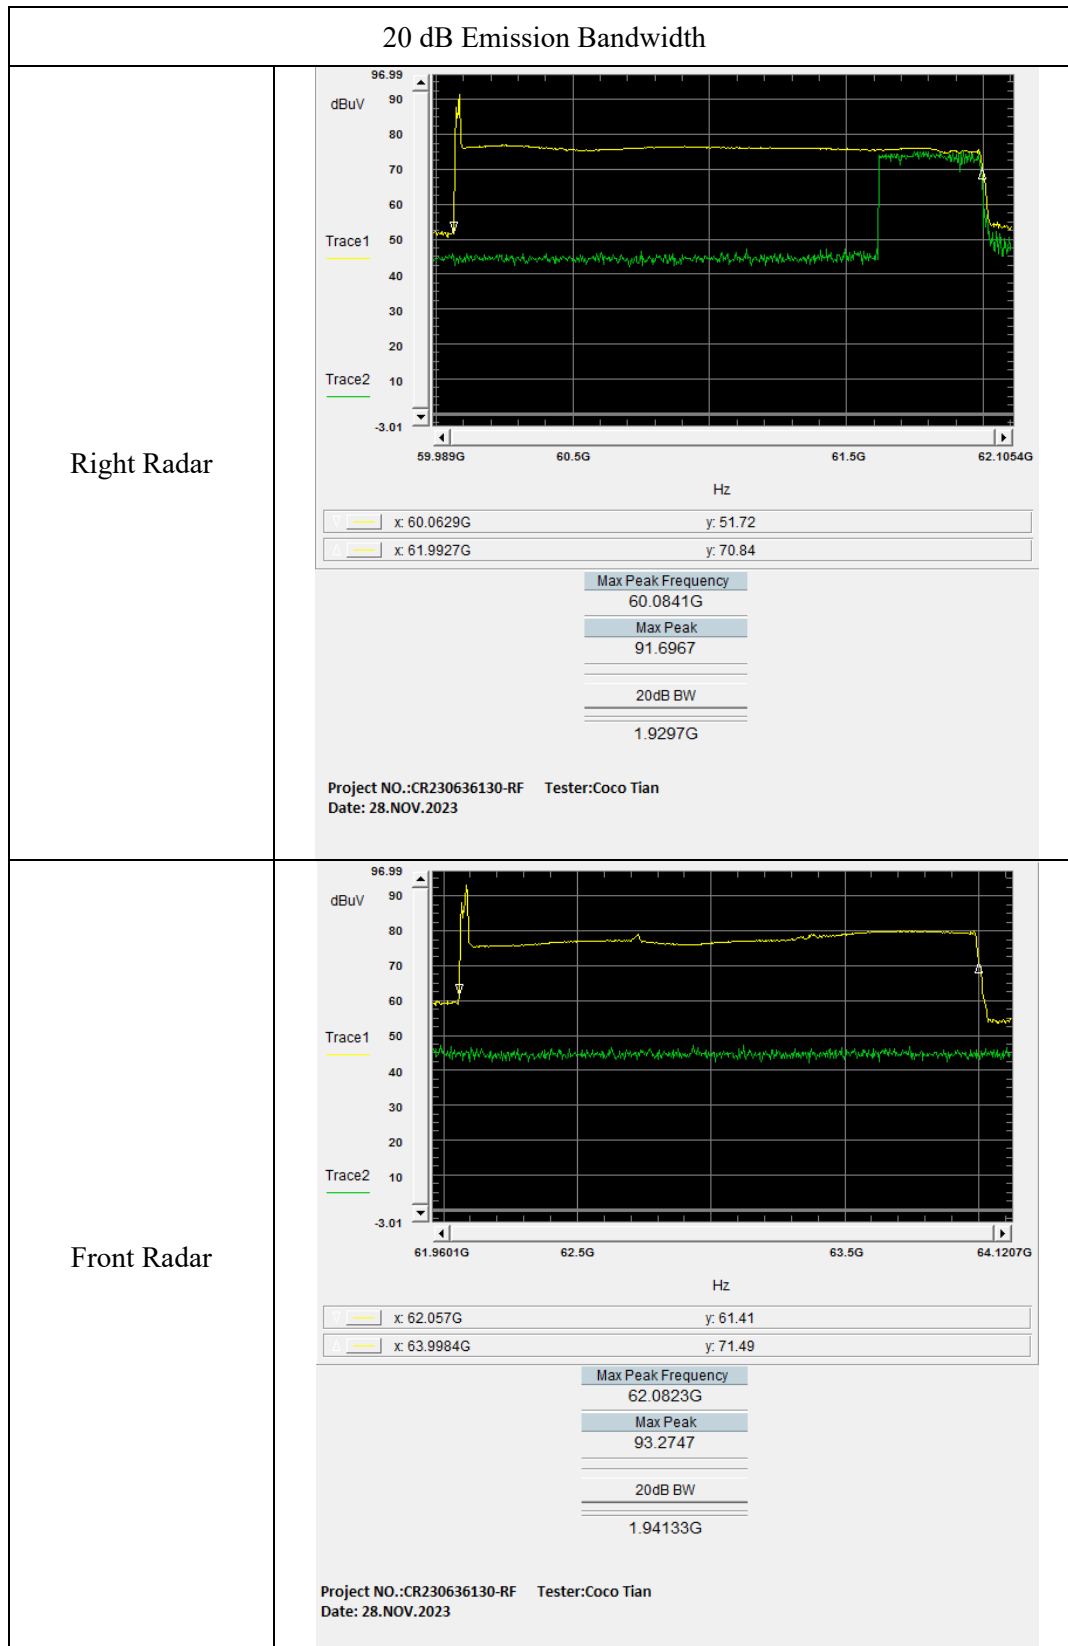 20 dB Emission Bandwidth
Right Radar
96.99
dBuV
90
80
70
60
Trace1
50
40
30
20
Trace2
10
-3.01
59.989G 60.5G 61.5G 62.1054G
Hz
x: 60.0629G y: 51.72
x: 61.9927G y: 70.84
Max Peak Frequency
60.0841G
Max Peak
91.6967
20dB BW
1.9297G
Project NO.:CR230636130-RF Tester:Coco Tian
Date: 28.NOV.2023
Front Radar
96.99
dBuV
90
80
70
60
Trace1
50
40
30
20
Trace2
10
-3.01
61.9601G 62.5G 63.5G 64.1207G
Hz
x: 62.057G y: 61.41
x: 63.9984G y: 71.49
Max Peak Frequency
62.0823G
Max Peak
93.2747
20dB BW
1.94133G
Project NO.:CR230636130-RF Tester:Coco Tian
Date: 28.NOV.2023